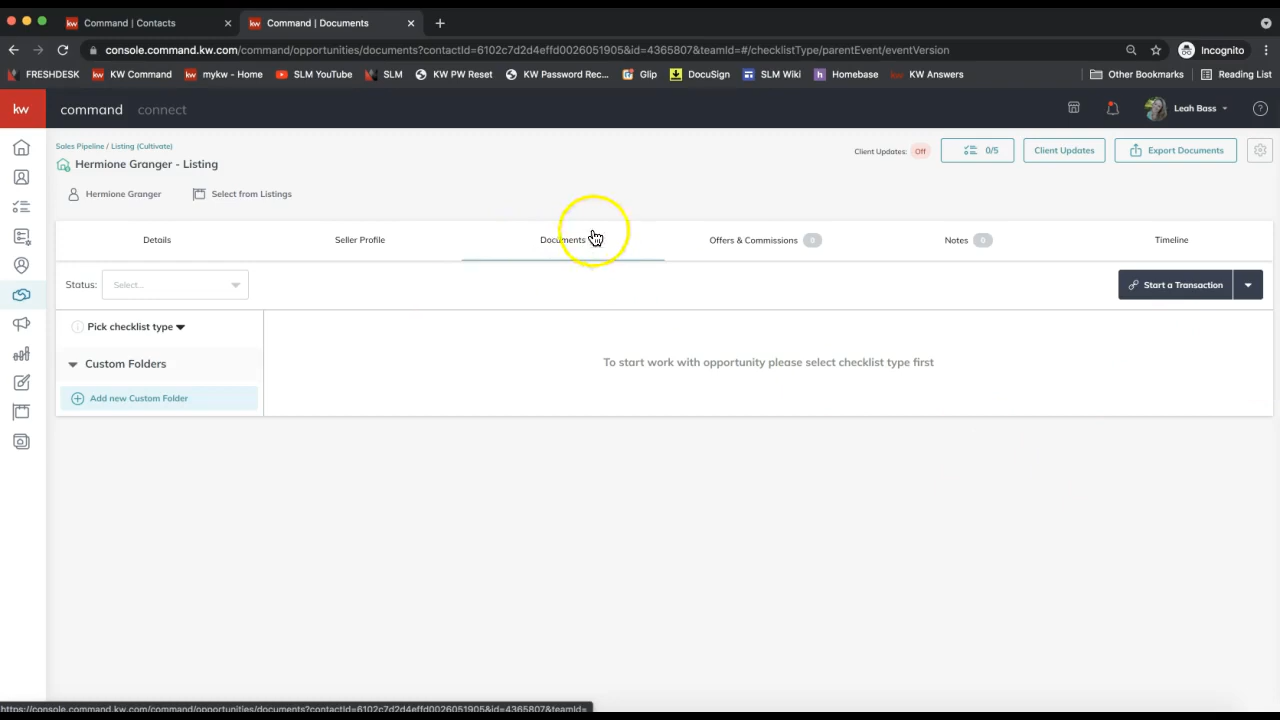 Command | Contacts
Command | Documents
console.command.kw.com/command/opportunities/documents?contactId=6102c7d2d4effd0026051905&id=4365807&teamId=#/checklistType/parentEvent/eventVersion
Incognito
FRESHDESK KW Command mykw - Home SLM YouTube SLM KW PW Reset KW Password Rec... Glip DocuSign SLM Wiki Homebase KW Answers Other Bookmarks Reading List
kw command connect Leah Bass
Sales Pipeline / Listing (Cultivate)
Hermione Granger - Listing
Client Updates: Off 0/5 Client Updates Export Documents
Hermione Granger Select from Listings
Details Seller Profile Documents Offers & Commissions 0 Notes 0 Timeline
Status: Select... Start a Transaction
Pick checklist type
Custom Folders
Add new Custom Folder
To start work with opportunity please select checklist type first
https://console.command.kw.com/command/opportunities/documents?contactId=6102c7d2d4effd0026051905&id=4365807&teamId=